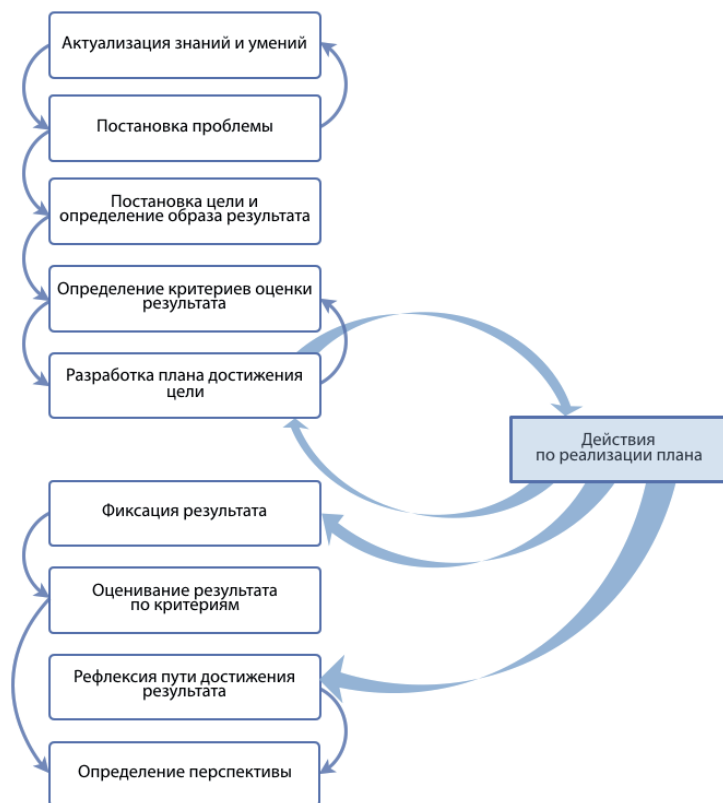 Актуализация знаний и умений
Постановка проблемы
Постановка цели и
определение образа результата
Определение критериев оценки
результата
Разработка плана достижения
цели
Действия
по реализации плана
Фиксация результата
Оценивание результата
по критериям
Рефлексия пути достижения
результата
Определение перспективы